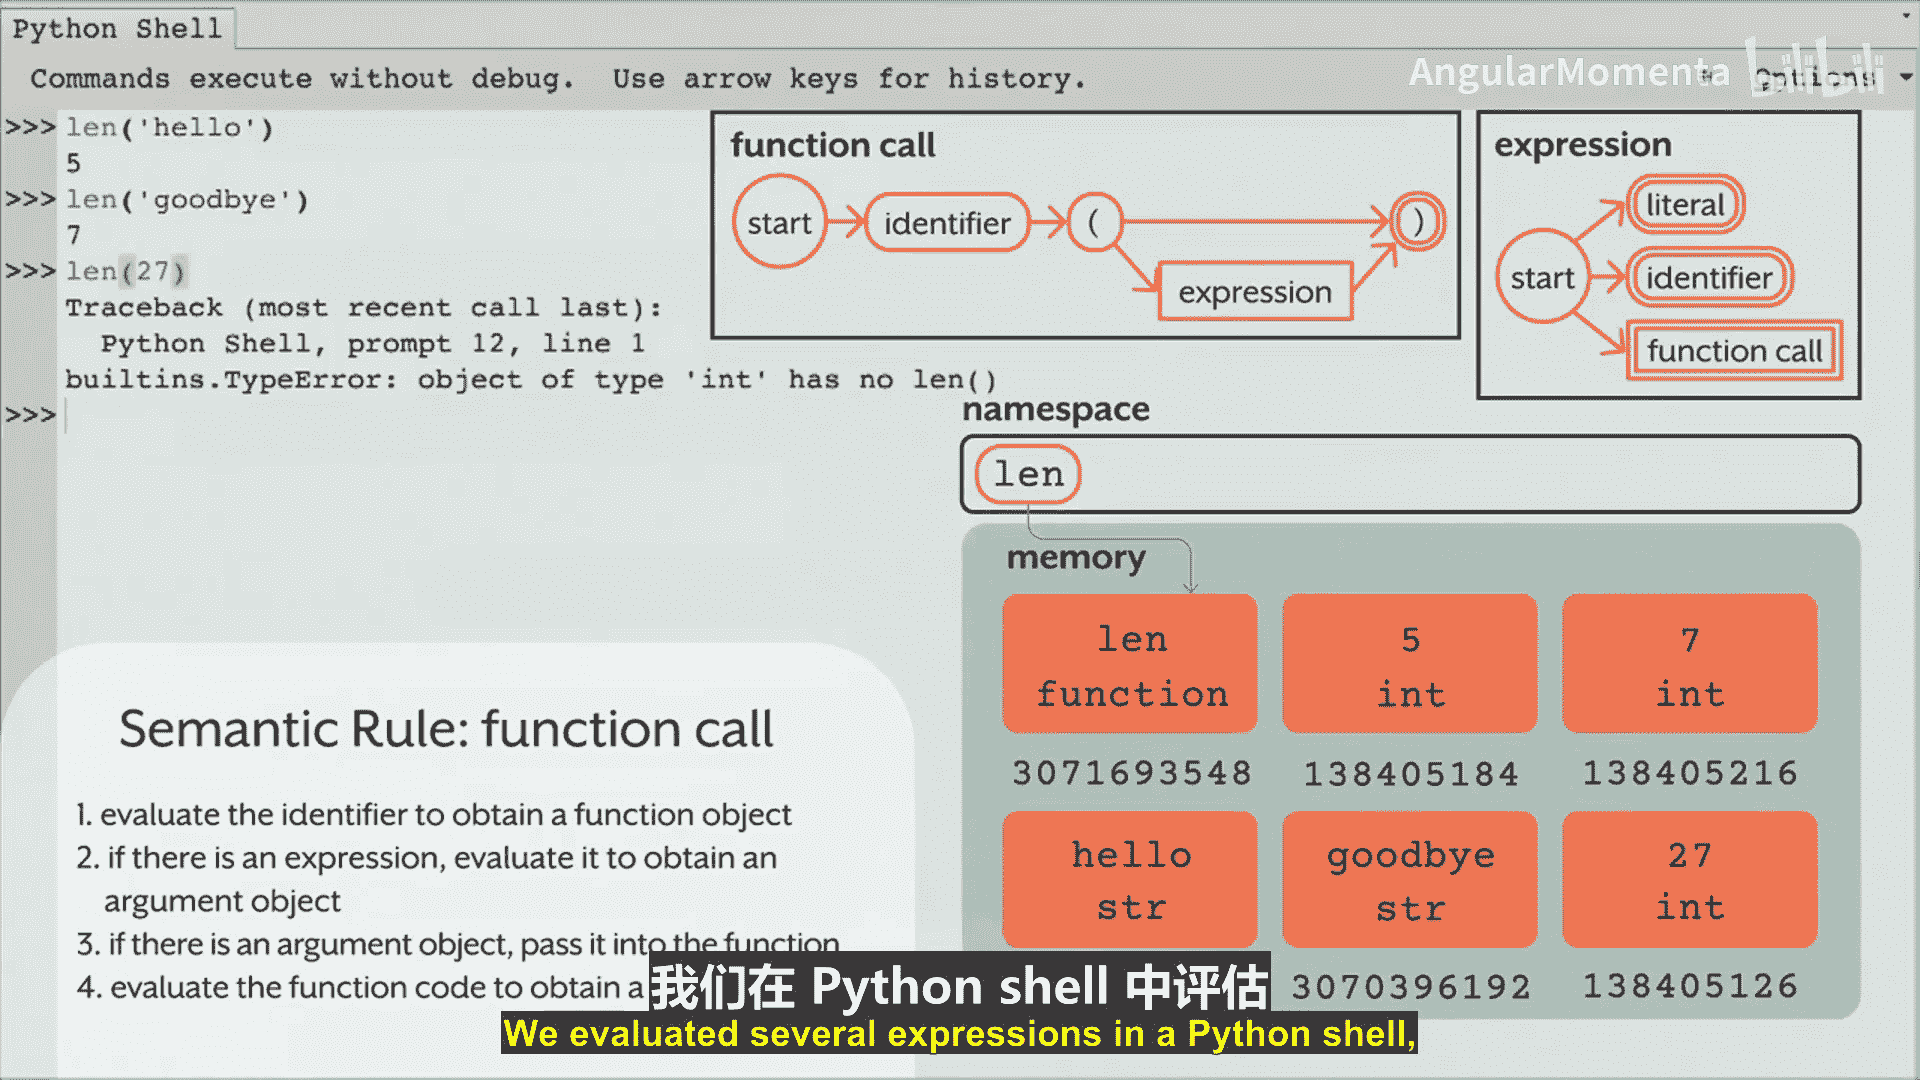 Python Shell
Commands execute without debug.  Use arrow keys for history.
Options
AngularMomenta bilibili
>>> len('hello')
5
>>> len('goodbye')
7
>>> len(27)
Traceback (most recent call last):
Python Shell, prompt 12, line 1
builtins.TypeError: object of type 'int' has no len()
>>>
function call
start
identifier
(
)
expression
expression
literal
start
identifier
function call
namespace
len
memory
len
function
5
int
7
int
3071693548
138405184
138405216
hello
str
goodbye
str
27
int
3070396192
138405126
Semantic Rule: function call
1. evaluate the identifier to obtain a function object
2. if there is an expression, evaluate it to obtain an
argument object
3. if there is an argument object, pass it into the function
4. evaluate the function code to obtain a
我们在 Python shell 中评估
We evaluated several expressions in a Python shell,